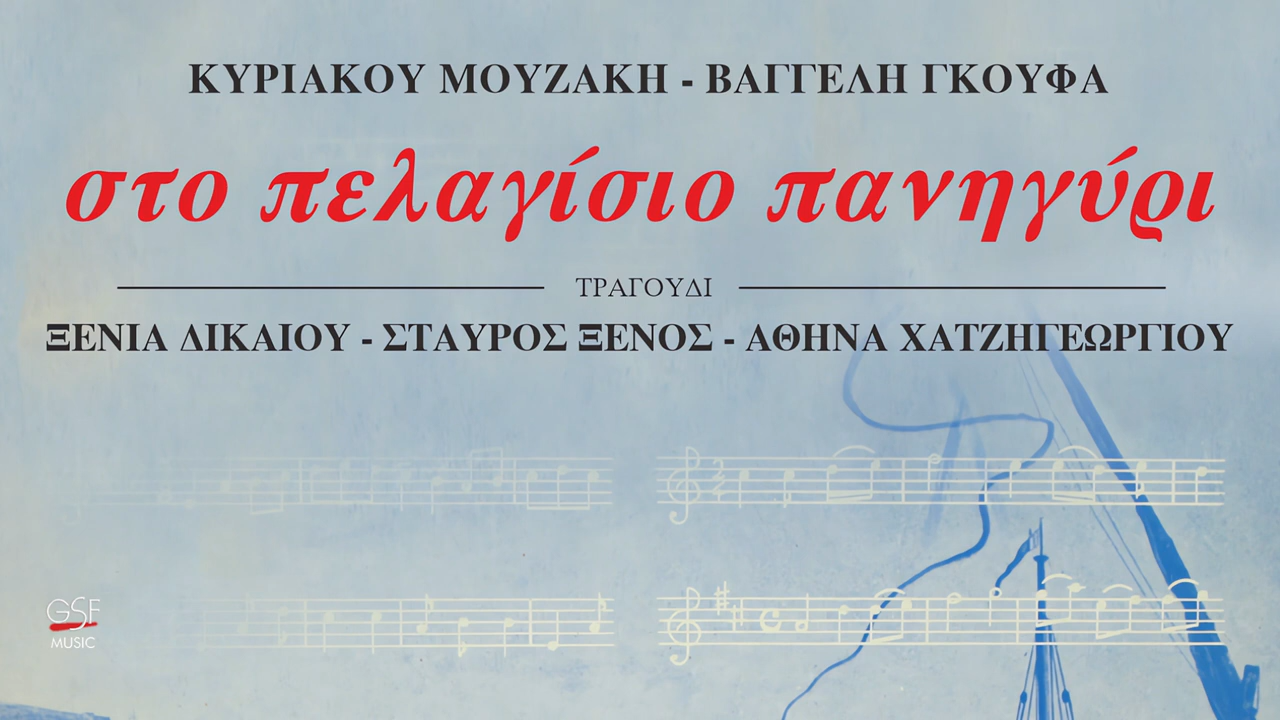 ΚΥΡΙΑΚΟΥ ΜΟΥΖΑΚΗ - ΒΑΓΓΕΛΗ ΓΚΟΥΦΑ
στο πελαγίσιο πανηγύρι
ΤΡΑΓΟΥΔΙ
ΞΕΝΙΑ ΔΙΚΑΙΟΥ - ΣΤΑΥΡΟΣ ΞΕΝΟΣ - ΑΘΗΝΑ ΧΑΤΖΗΓΕΩΡΓΙΟΥ
GSF
MUSIC